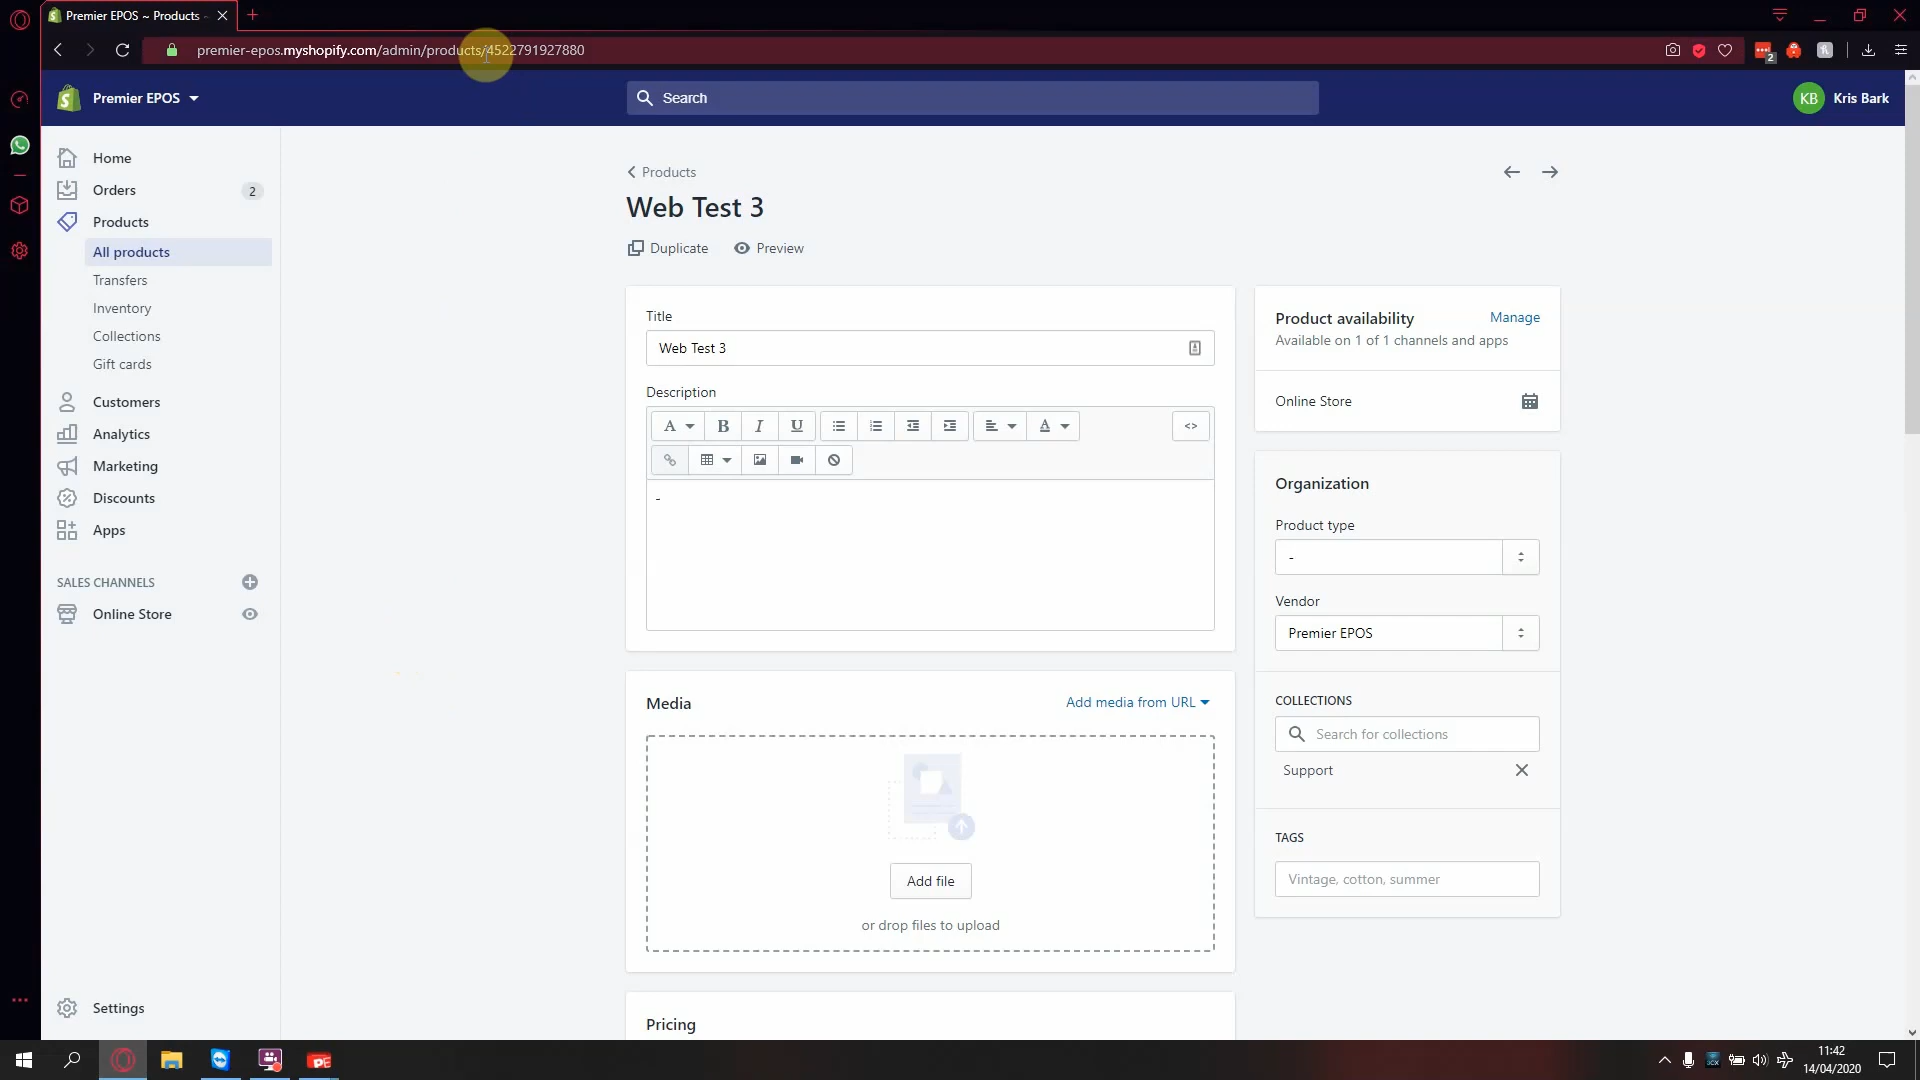 Premier EPOS ~ Products
premier-epos.myshopify.com/admin/products/4522791927880
2
Premier EPOS
Search
KB Kris Bark
Home
Orders 2
Products
All products
Transfers
Inventory
Collections
Gift cards
Customers
Analytics
Marketing
Discounts
Apps
SALES CHANNELS
Online Store
Settings
Products
Web Test 3
Duplicate Preview
Title
Web Test 3
Description
A B I U A <>
-
Media Add media from URL
Add file
or drop files to upload
Pricing
Product availability Manage
Available on 1 of 1 channels and apps
Online Store
Organization
Product type
-
Vendor
Premier EPOS
COLLECTIONS
Search for collections
Support
TAGS
Vintage, cotton, summer
11:42
14/04/2020